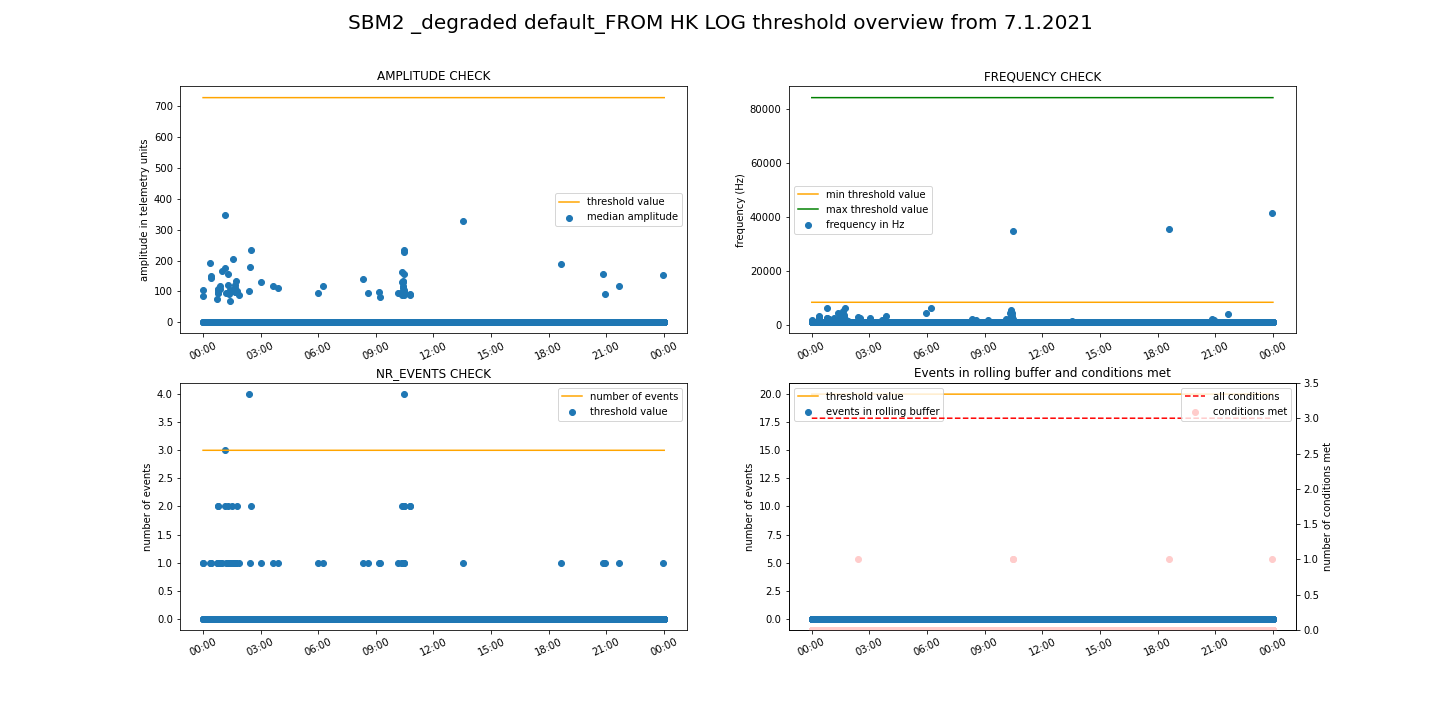 SBM2 _degraded default_FROM HK LOG threshold overview from 7.1.2021
AMPLITUDE CHECK
amplitude in telemetry units
700
600
500
400
300
200
100
0
threshold value
median amplitude
00:00 03:00 06:00 09:00 12:00 15:00 18:00 21:00 00:00
FREQUENCY CHECK
frequency (Hz)
80000
60000
40000
20000
0
min threshold value
max threshold value
frequency in Hz
00:00 03:00 06:00 09:00 12:00 15:00 18:00 21:00 00:00
NR_EVENTS CHECK
number of events
4.0
3.5
3.0
2.5
2.0
1.5
1.0
0.5
0.0
number of events
threshold value
00:00 03:00 06:00 09:00 12:00 15:00 18:00 21:00 00:00
Events in rolling buffer and conditions met
number of events
20.0
17.5
15.0
12.5
10.0
7.5
5.0
2.5
0.0
threshold value
events in rolling buffer
all conditions
conditions met
3.5
3.0
2.5
2.0
1.5
1.0
0.5
0.0
number of conditions met
00:00 03:00 06:00 09:00 12:00 15:00 18:00 21:00 00:00